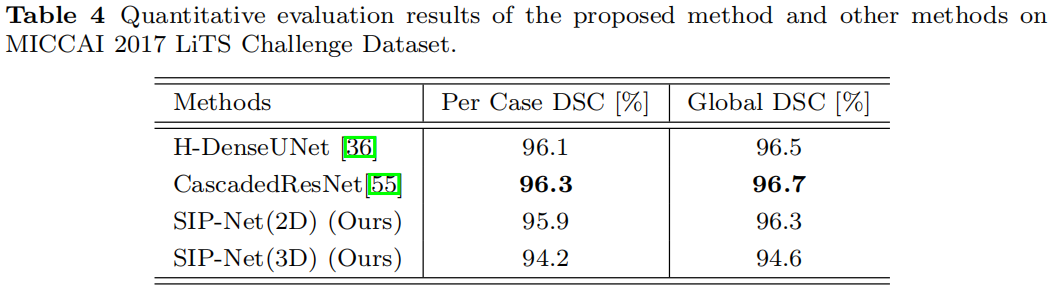 Table 4 Quantitative evaluation results of the proposed method and other methods on
MICCAI 2017 LiTS Challenge Dataset.
Methods Per Case DSC [%] Global DSC [%]
H-DenseUNet [36] 96.1 96.5
CascadedResNet[55] 96.3 96.7
SIP-Net(2D) (Ours) 95.9 96.3
SIP-Net(3D) (Ours) 94.2 94.6